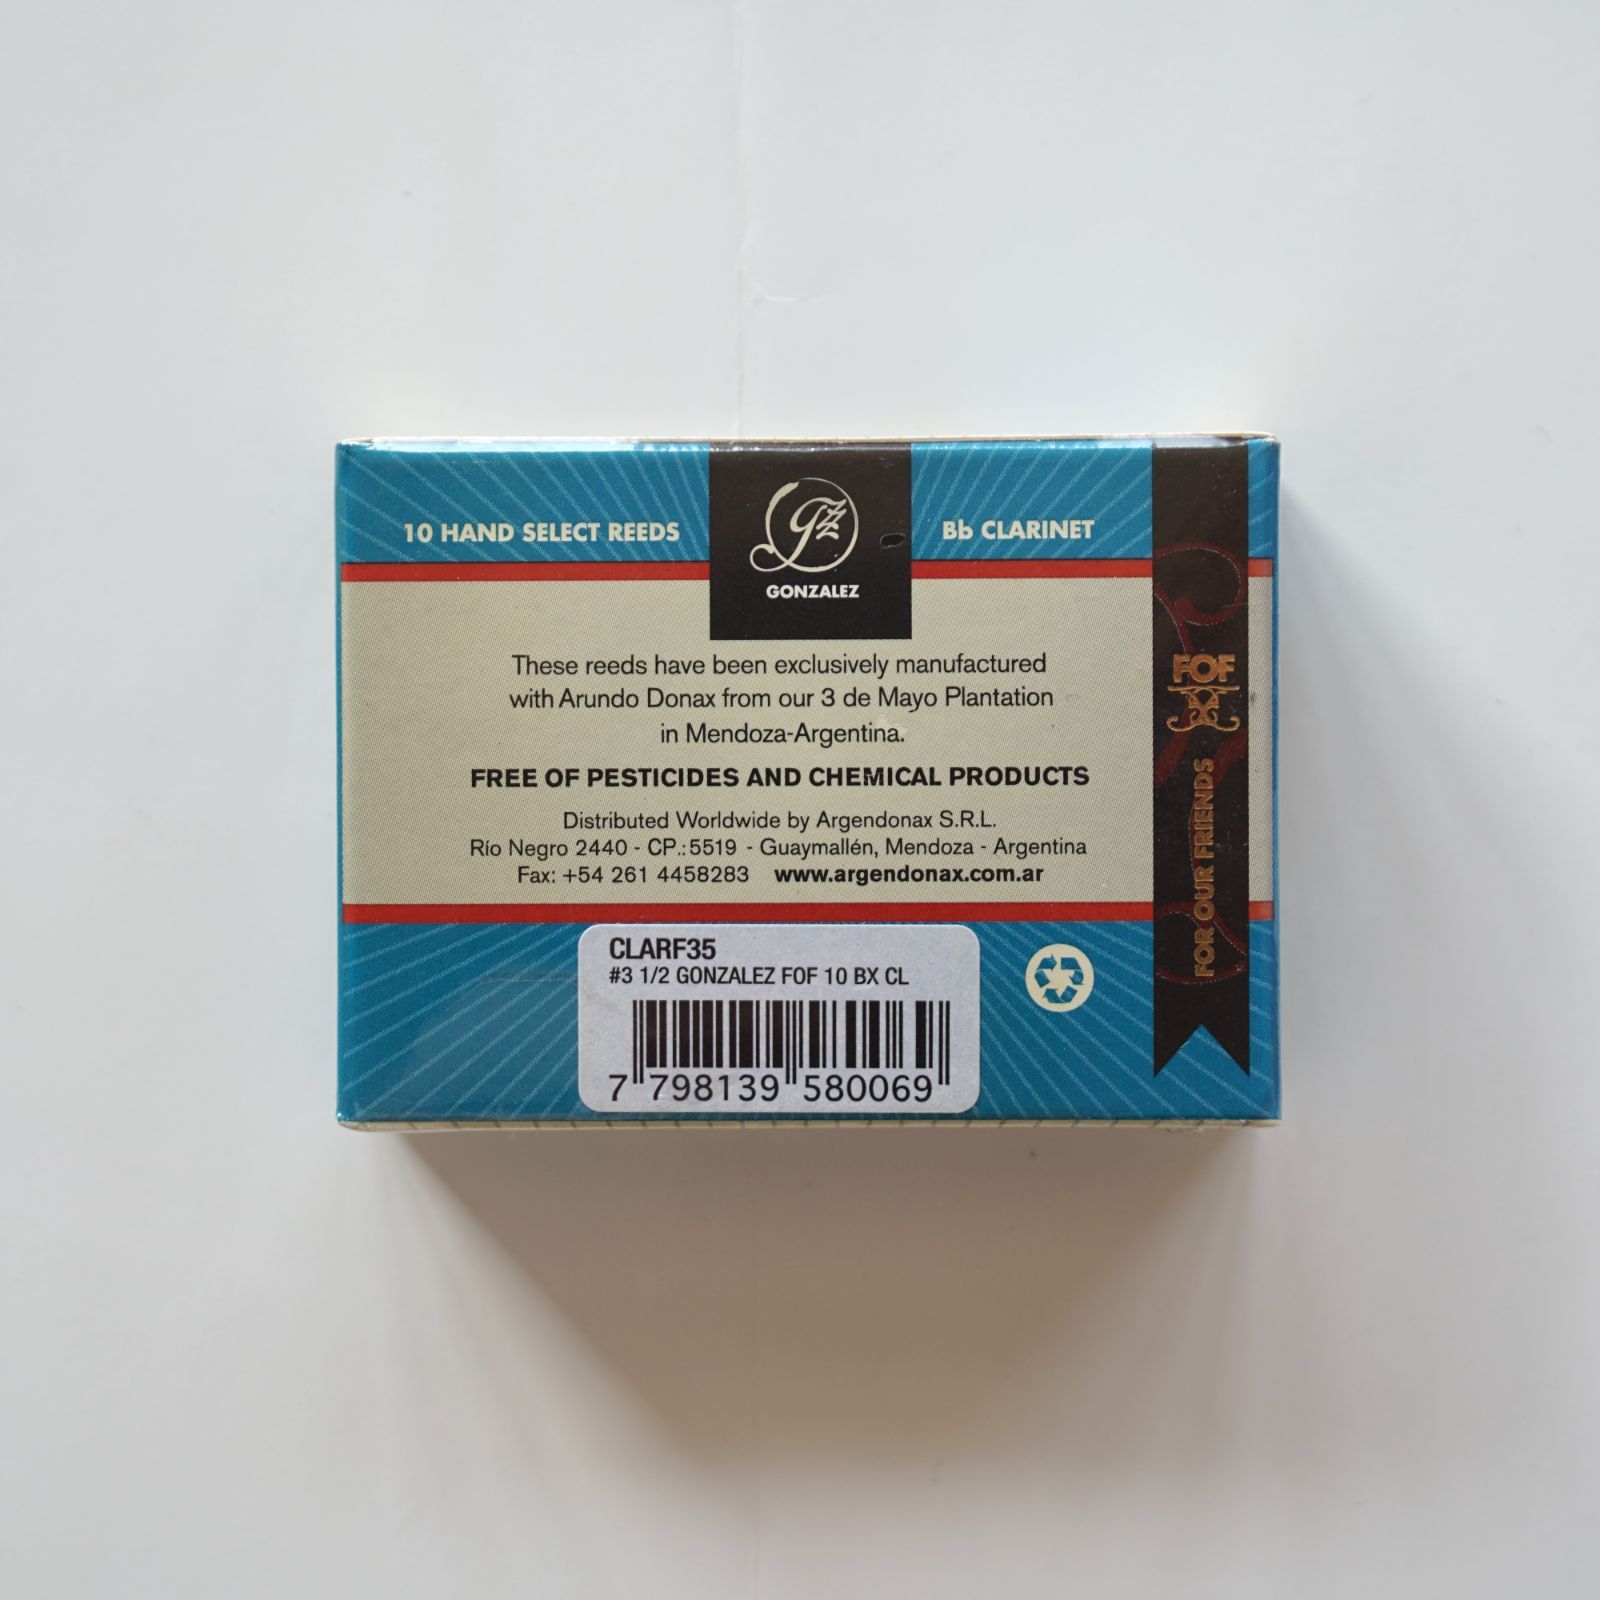 10 HAND SELECT REEDS
GONZALEZ
Bb CLARINET
These reeds have been exclusively manufactured
with Arundo Donax from our 3 de Mayo Plantation
in Mendoza-Argentina.
FREE OF PESTICIDES AND CHEMICAL PRODUCTS
Distributed Worldwide by Argendonax S.R.L.
Río Negro 2440 - CP.: 5519 - Guaymallén, Mendoza - Argentina
Fax: +54 261 4458283 www.argendonax.com.ar
FOF
FOR OUR FRIENDS
CLARF35
#3 1/2 GONZALEZ FOF 10 BX CL
7 798139 580069